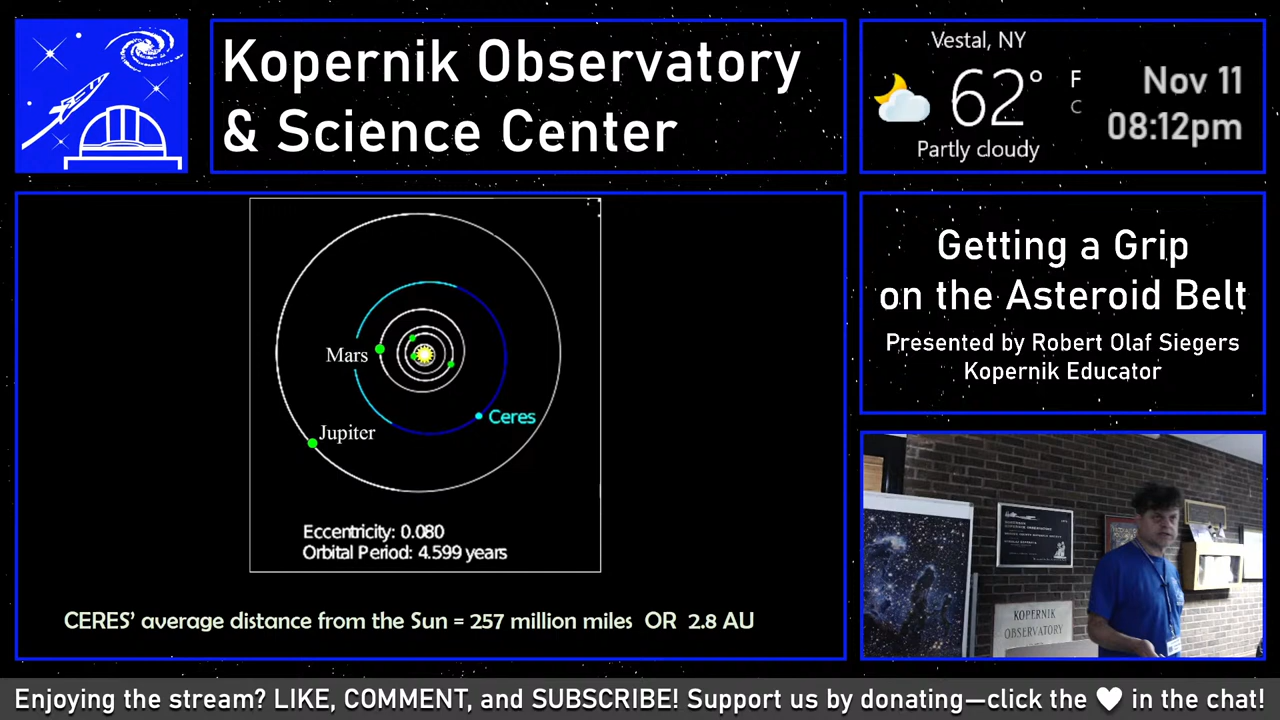 Kopernik Observatory
& Science Center
Vestal, NY
62°
F
C
Partly cloudy
Nov 11
08:12pm
Mars
Jupiter
Ceres
Eccentricity: 0.080
Orbital Period: 4.599 years
CERES’ average distance from the Sun = 257 million miles OR 2.8 AU
Getting a Grip
on the Asteroid Belt
Presented by Robert Olaf Siegers
Kopernik Educator
KOPERNIK
OBSERVATORY
Enjoying the stream? LIKE, COMMENT, and SUBSCRIBE! Support us by donating—click the ♥ in the chat!